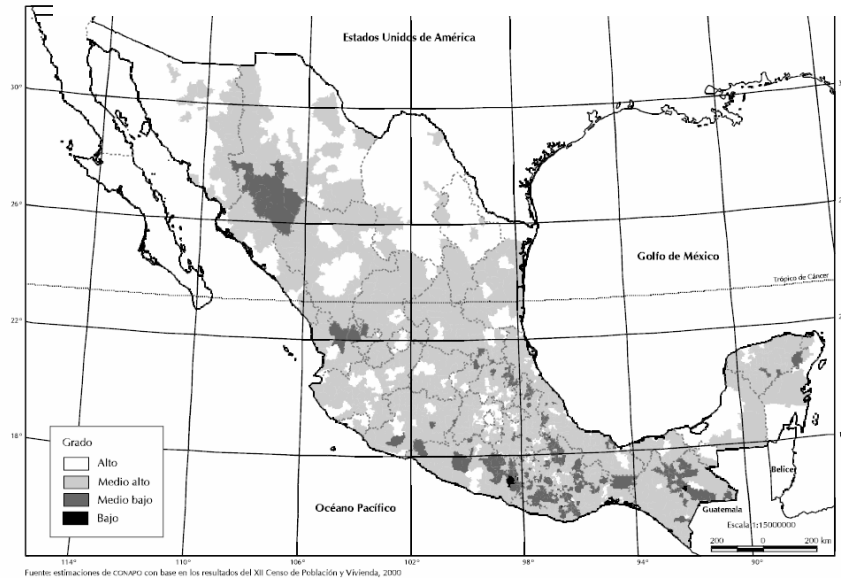 Estados Unidos de América
30°
26°
Golfo de México
Trópico de Cáncer
22°
18°
Grado
Alto
Medio alto
Medio bajo
Bajo
Océano Pacífico
Belice
Guatemala
Escala 1:15000000
200 0 200 km
114° 110° 106° 102° 98° 94° 90°
Fuente: estimaciones de CONAPO con base en los resultados del XII Censo de Población y Vivienda, 2000